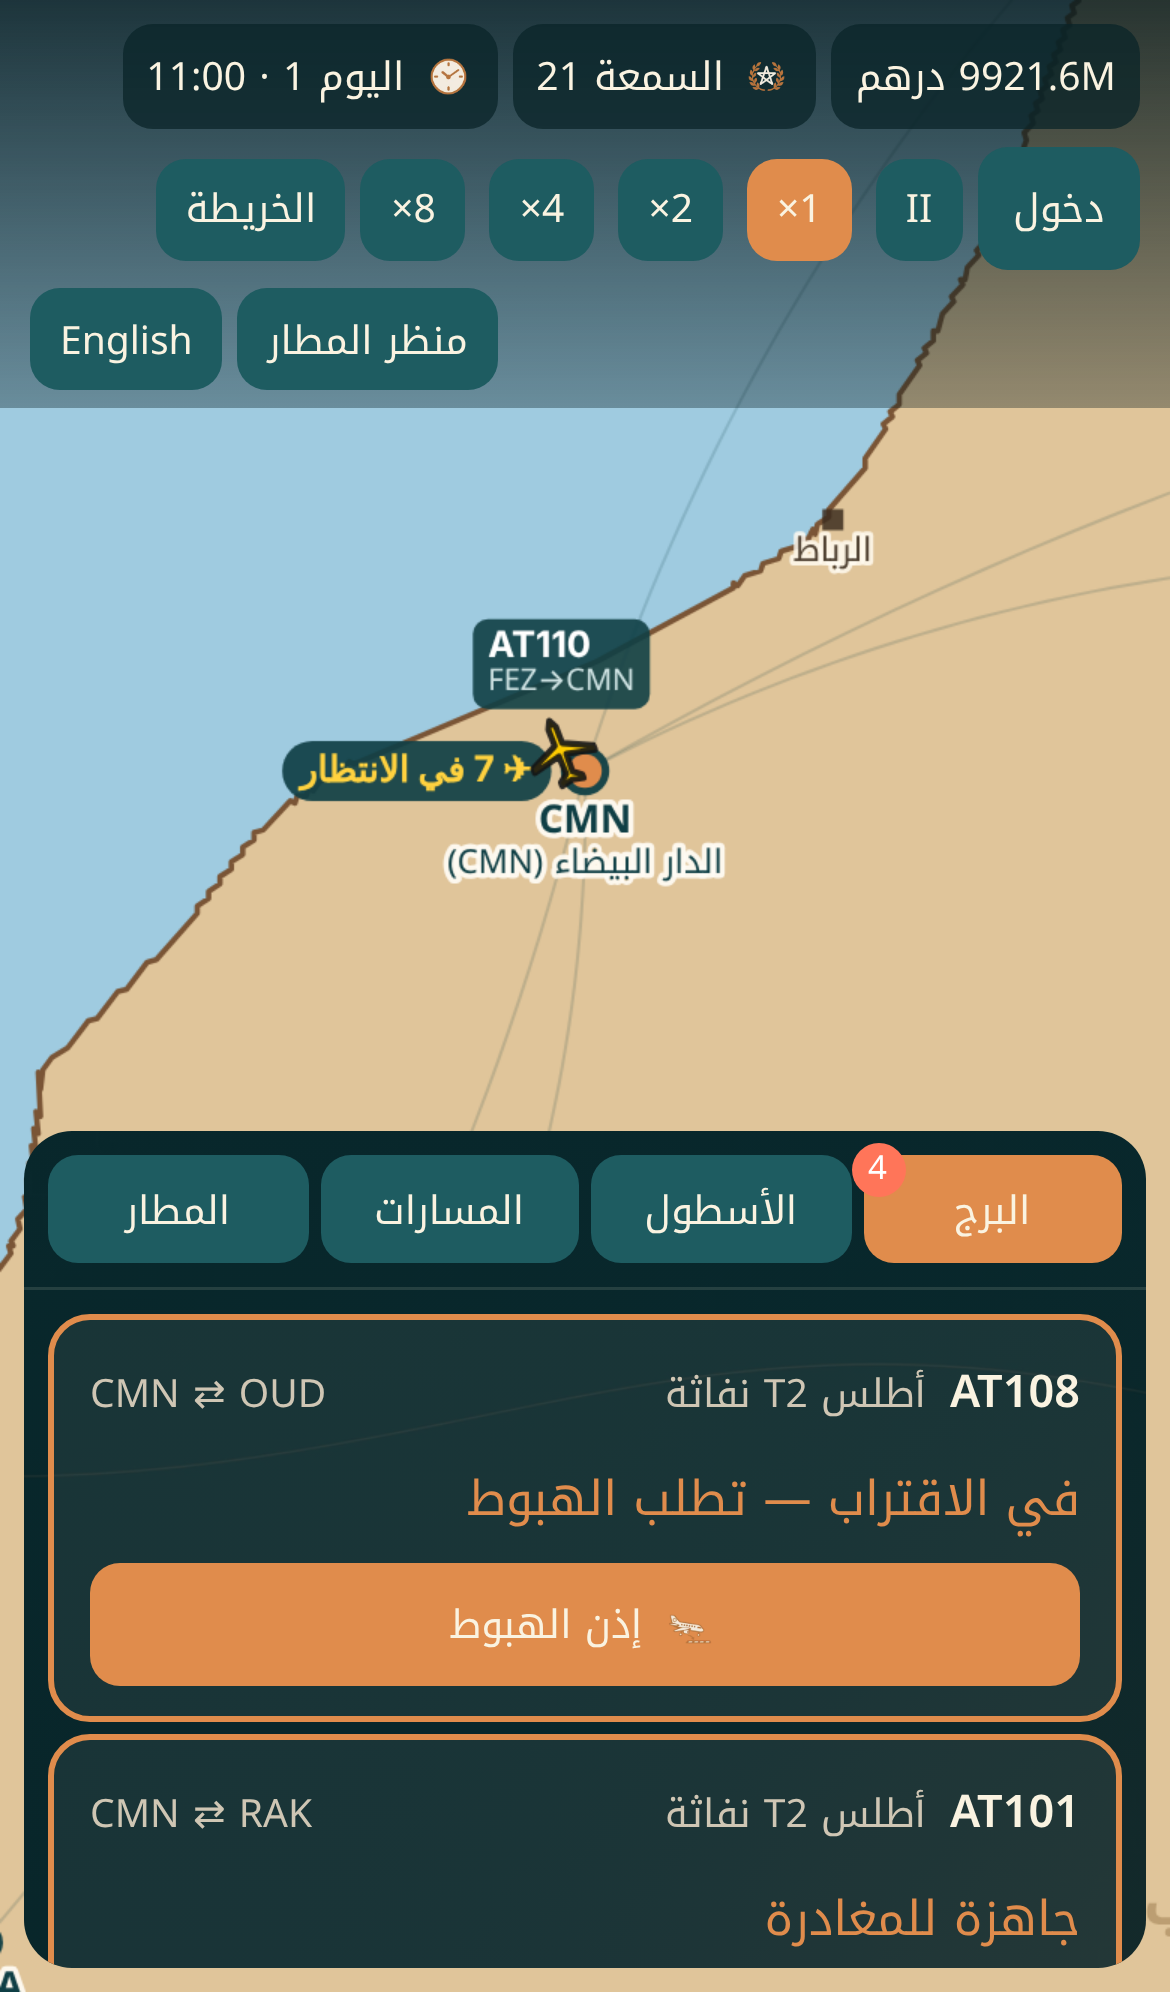 9921.6M درهم
السمعة 21
اليوم 1 · 11:00
دخول
II
×1
×2
×4
×8
الخريطة
منظر المطار
English
الرباط
AT110
FEZ→CMN
✈ 7 في الانتظار
CMN
الدار البيضاء (CMN)
البرج
4
الأسطول
المسارات
المطار
AT108 أطلس T2 نفاثة
CMN ⇄ OUD
في الاقتراب — تطلب الهبوط
إذن الهبوط
AT101 أطلس T2 نفاثة
CMN ⇄ RAK
جاهزة للمغادرة